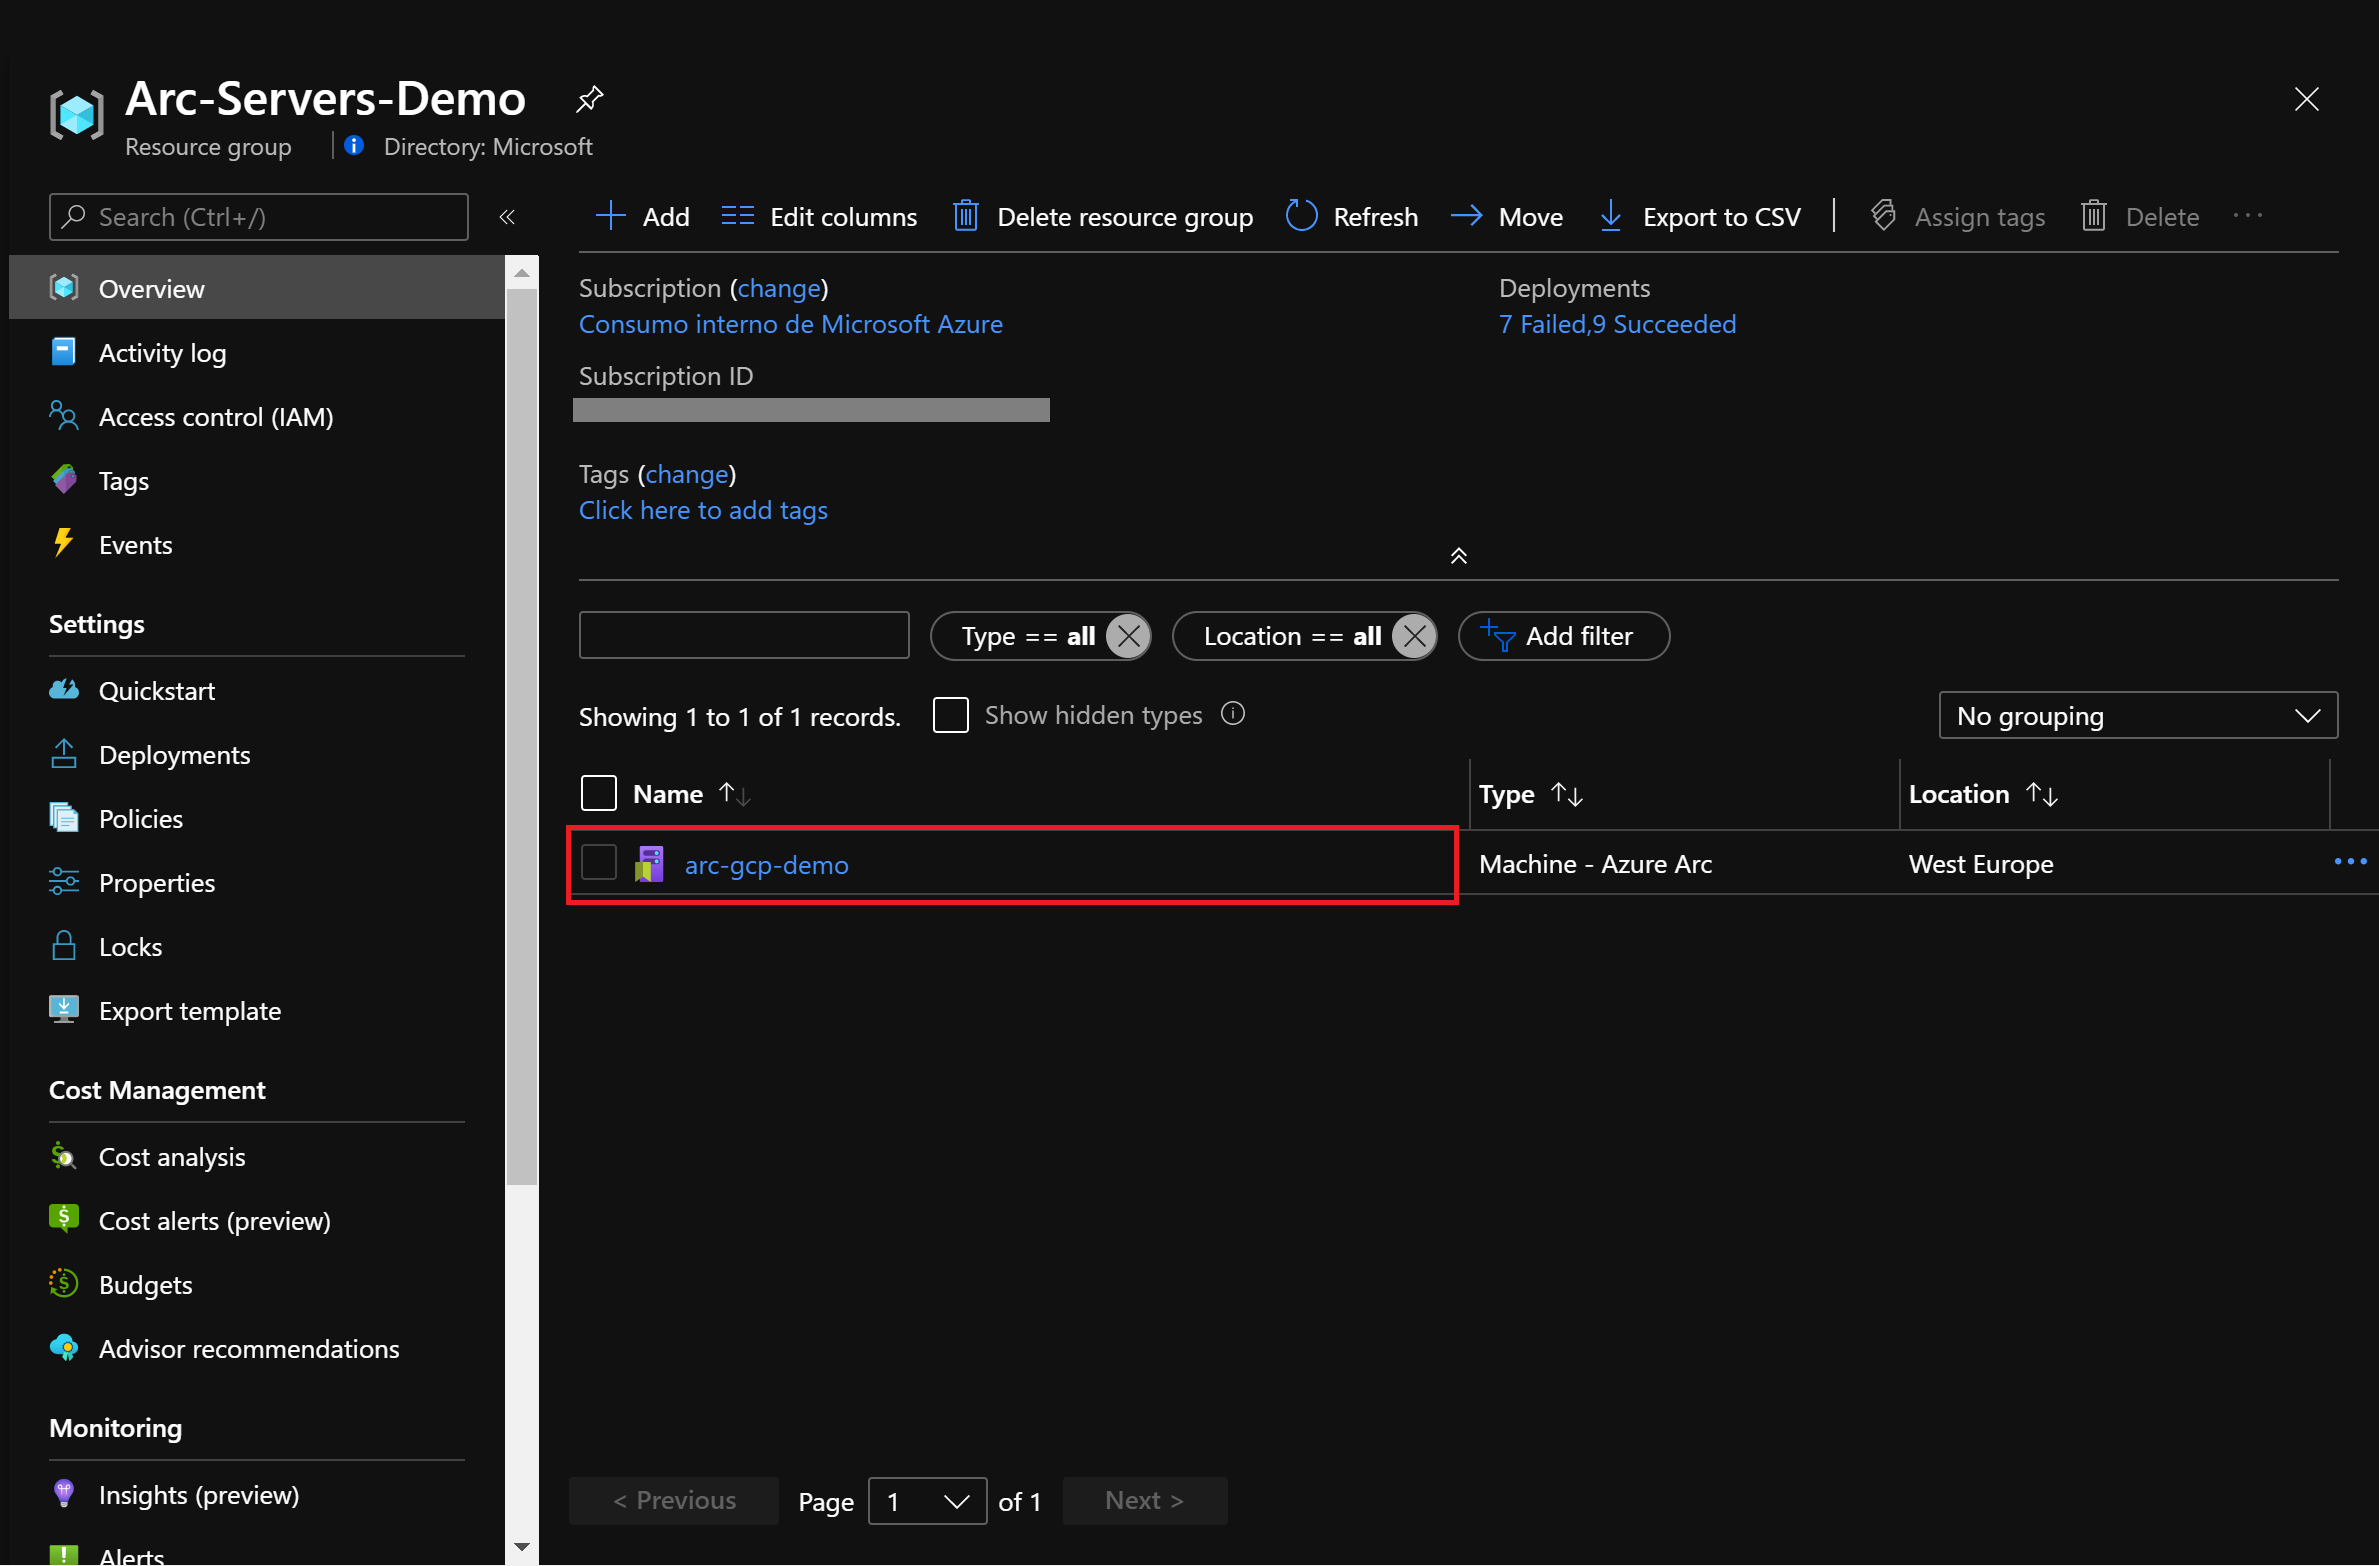 Arc-Servers-Demo
Resource group
Directory: Microsoft
Search (Ctrl+/)
«
Overview
Activity log
Access control (IAM)
Tags
Events
Settings
Quickstart
Deployments
Policies
Properties
Locks
Export template
Cost Management
Cost analysis
Cost alerts (preview)
Budgets
Advisor recommendations
Monitoring
Insights (preview)
Alerts
Add
Edit columns
Delete resource group
Refresh
Move
Export to CSV
Assign tags
Delete
Subscription (change)
Consumo interno de Microsoft Azure
Deployments
7 Failed,9 Succeeded
Subscription ID
Tags (change)
Click here to add tags
Type == all
Location == all
Add filter
Showing 1 to 1 of 1 records.
Show hidden types
No grouping
Name
Type
Location
arc-gcp-demo
Machine - Azure Arc
West Europe
< Previous
Page 1 of 1
Next >